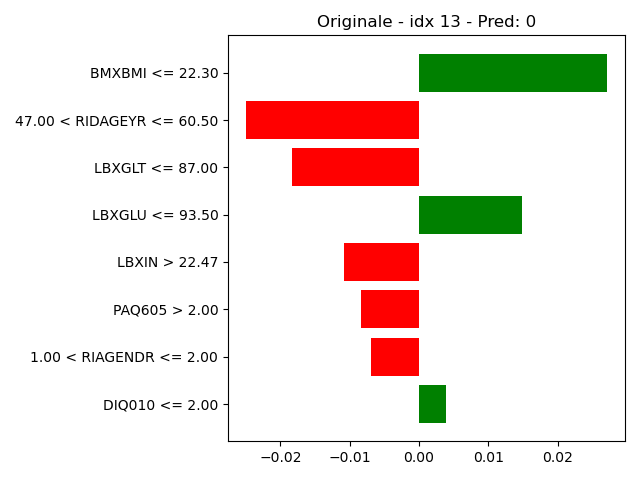 Originale - idx 13 - Pred: 0
BMXBMI <= 22.30
47.00 < RIDAGEYR <= 60.50
LBXGLT <= 87.00
LBXGLU <= 93.50
LBXIN > 22.47
PAQ605 > 2.00
1.00 < RIAGENDR <= 2.00
DIQ010 <= 2.00
−0.02 −0.01 0.00 0.01 0.02